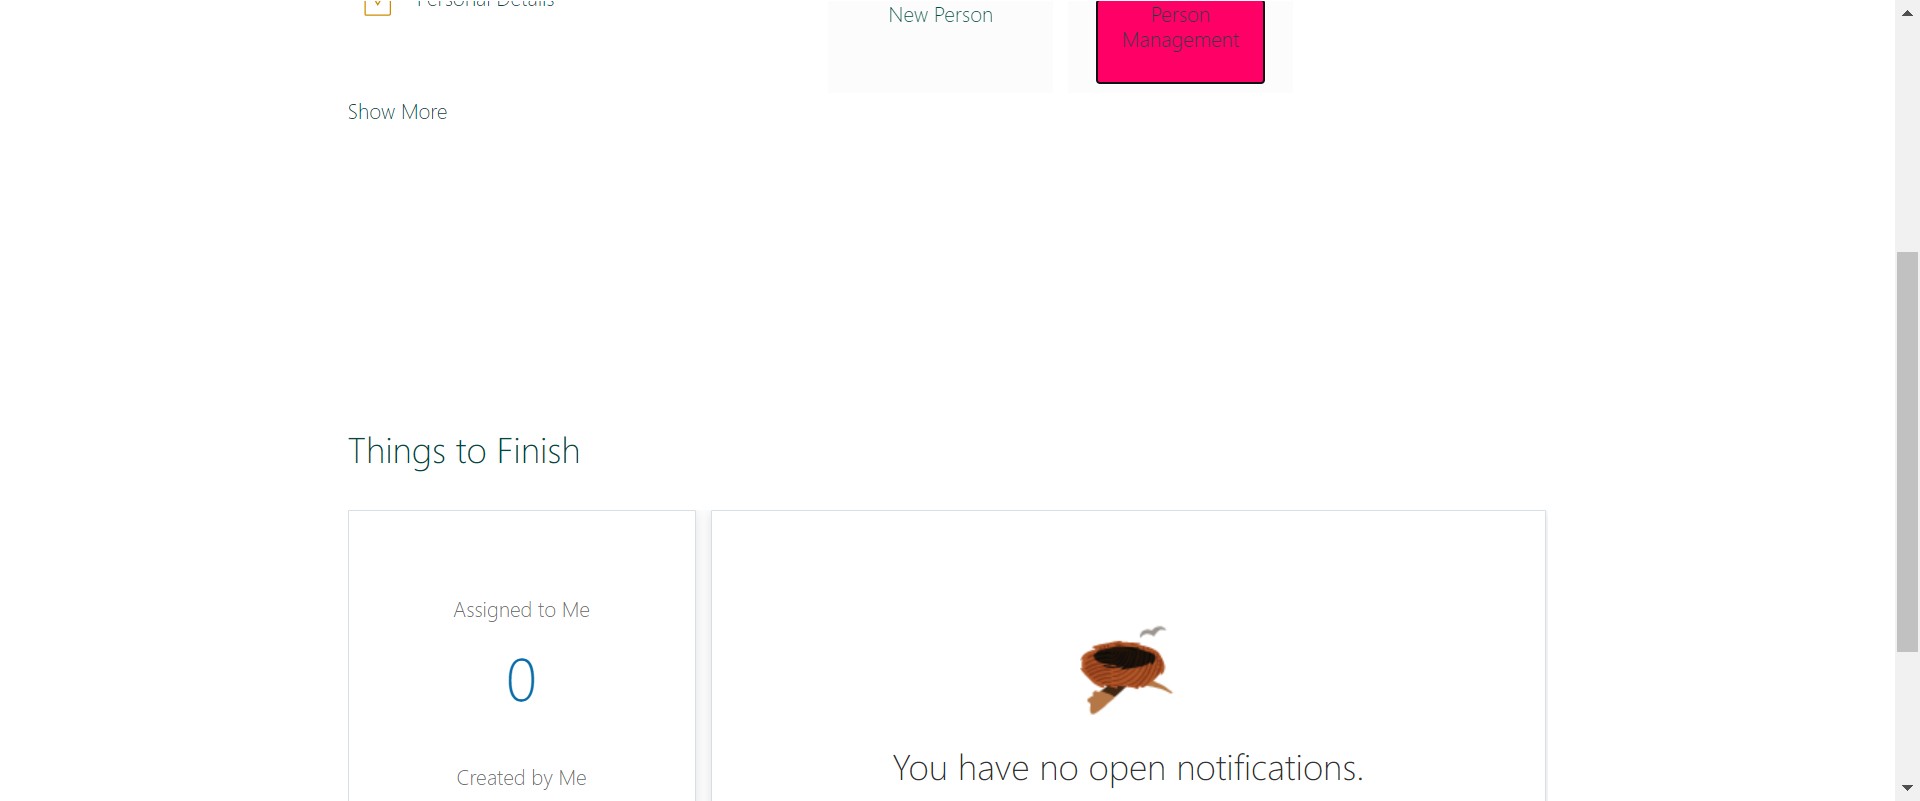 Personal Details
New Person
Person
Management
Show More
Things to Finish
Assigned to Me
0
Created by Me
You have no open notifications.